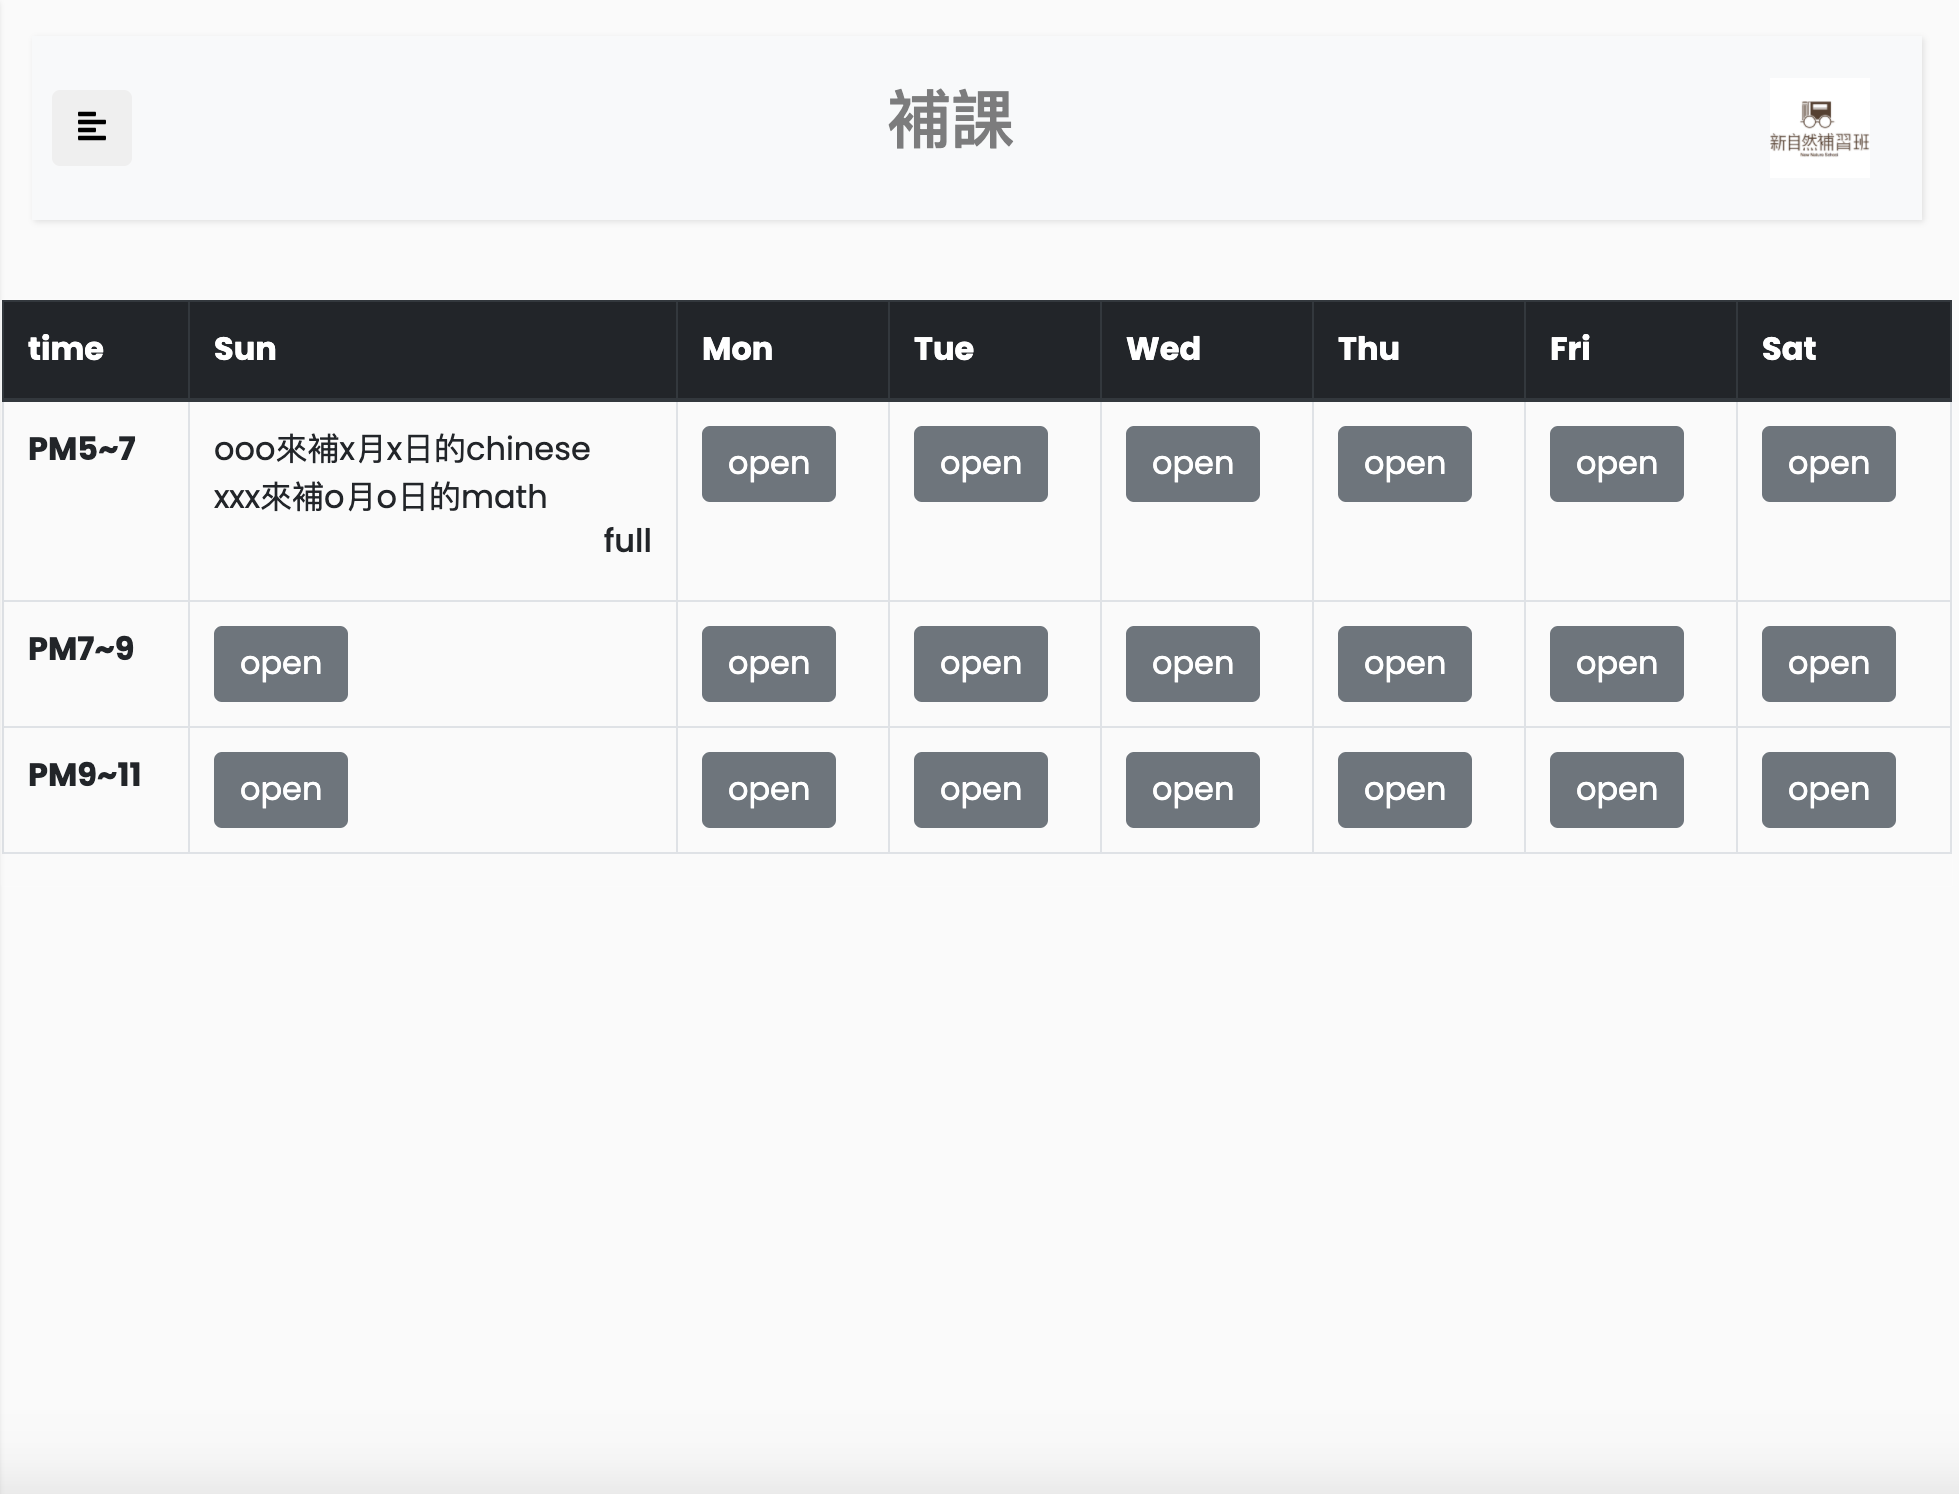 補課
新自然補習班
New Nature School
time Sun Mon Tue Wed Thu Fri Sat
PM5~7 ooo來補x月x日的chinese open open open open open open
xxx來補o月o日的math
full
PM7~9 open open open open open open open
PM9~11 open open open open open open open